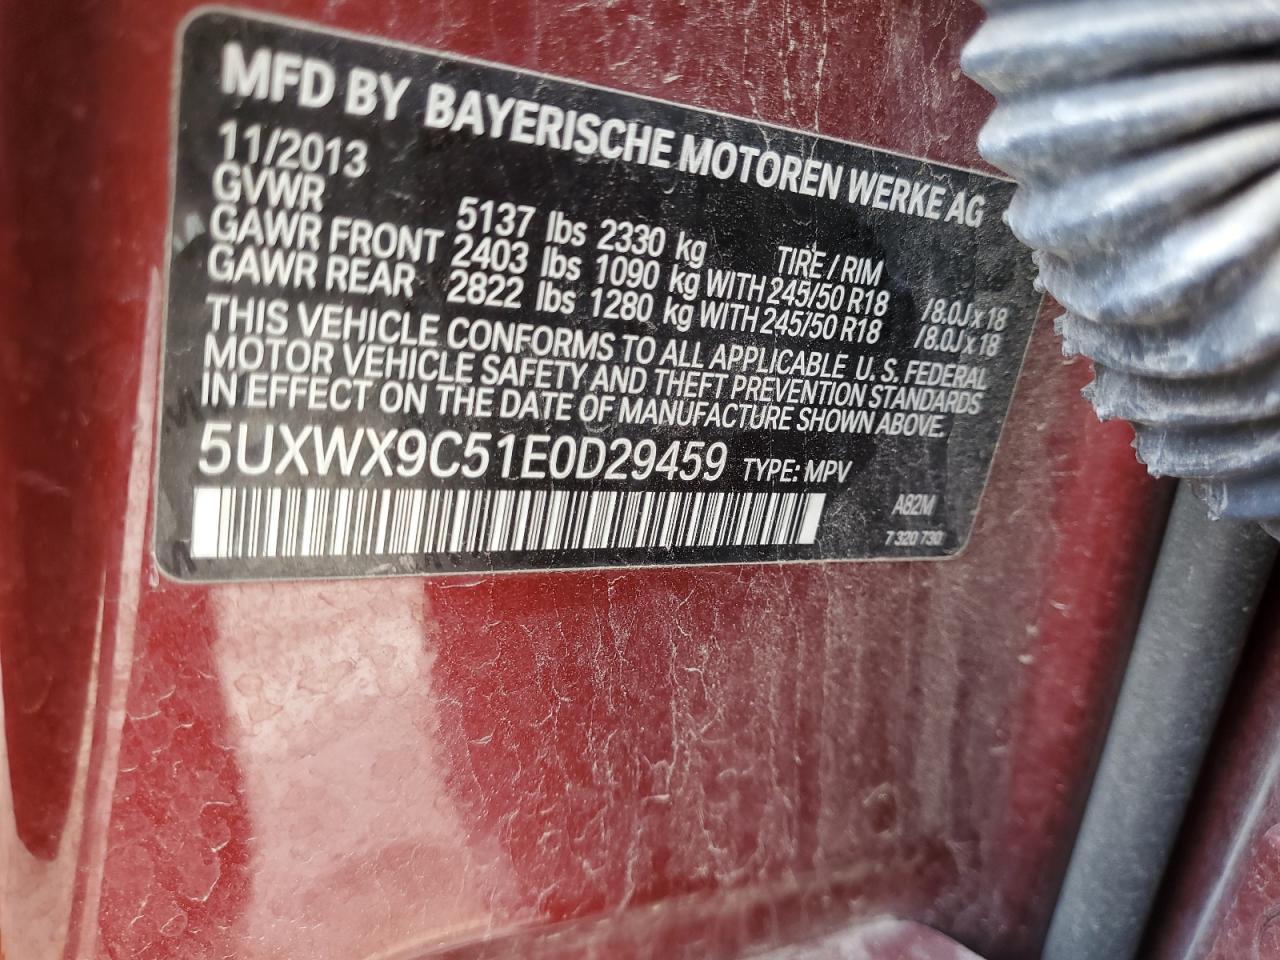 MFD BY BAYERISCHE MOTOREN WERKE AG
11/2013
GVWR 5137 lbs 2330 kg TIRE / RIM
GAWR FRONT 2403 lbs 1090 kg WITH 245/50 R18 /8.0J x 18
GAWR REAR 2822 lbs 1280 kg WITH 245/50 R18 /8.0J x 18
THIS VEHICLE CONFORMS TO ALL APPLICABLE U. S. FEDERAL
MOTOR VEHICLE SAFETY AND THEFT PREVENTION STANDARDS
IN EFFECT ON THE DATE OF MANUFACTURE SHOWN ABOVE.
5UXWX9C51E0D29459 TYPE: MPV
A82M
7 320 730